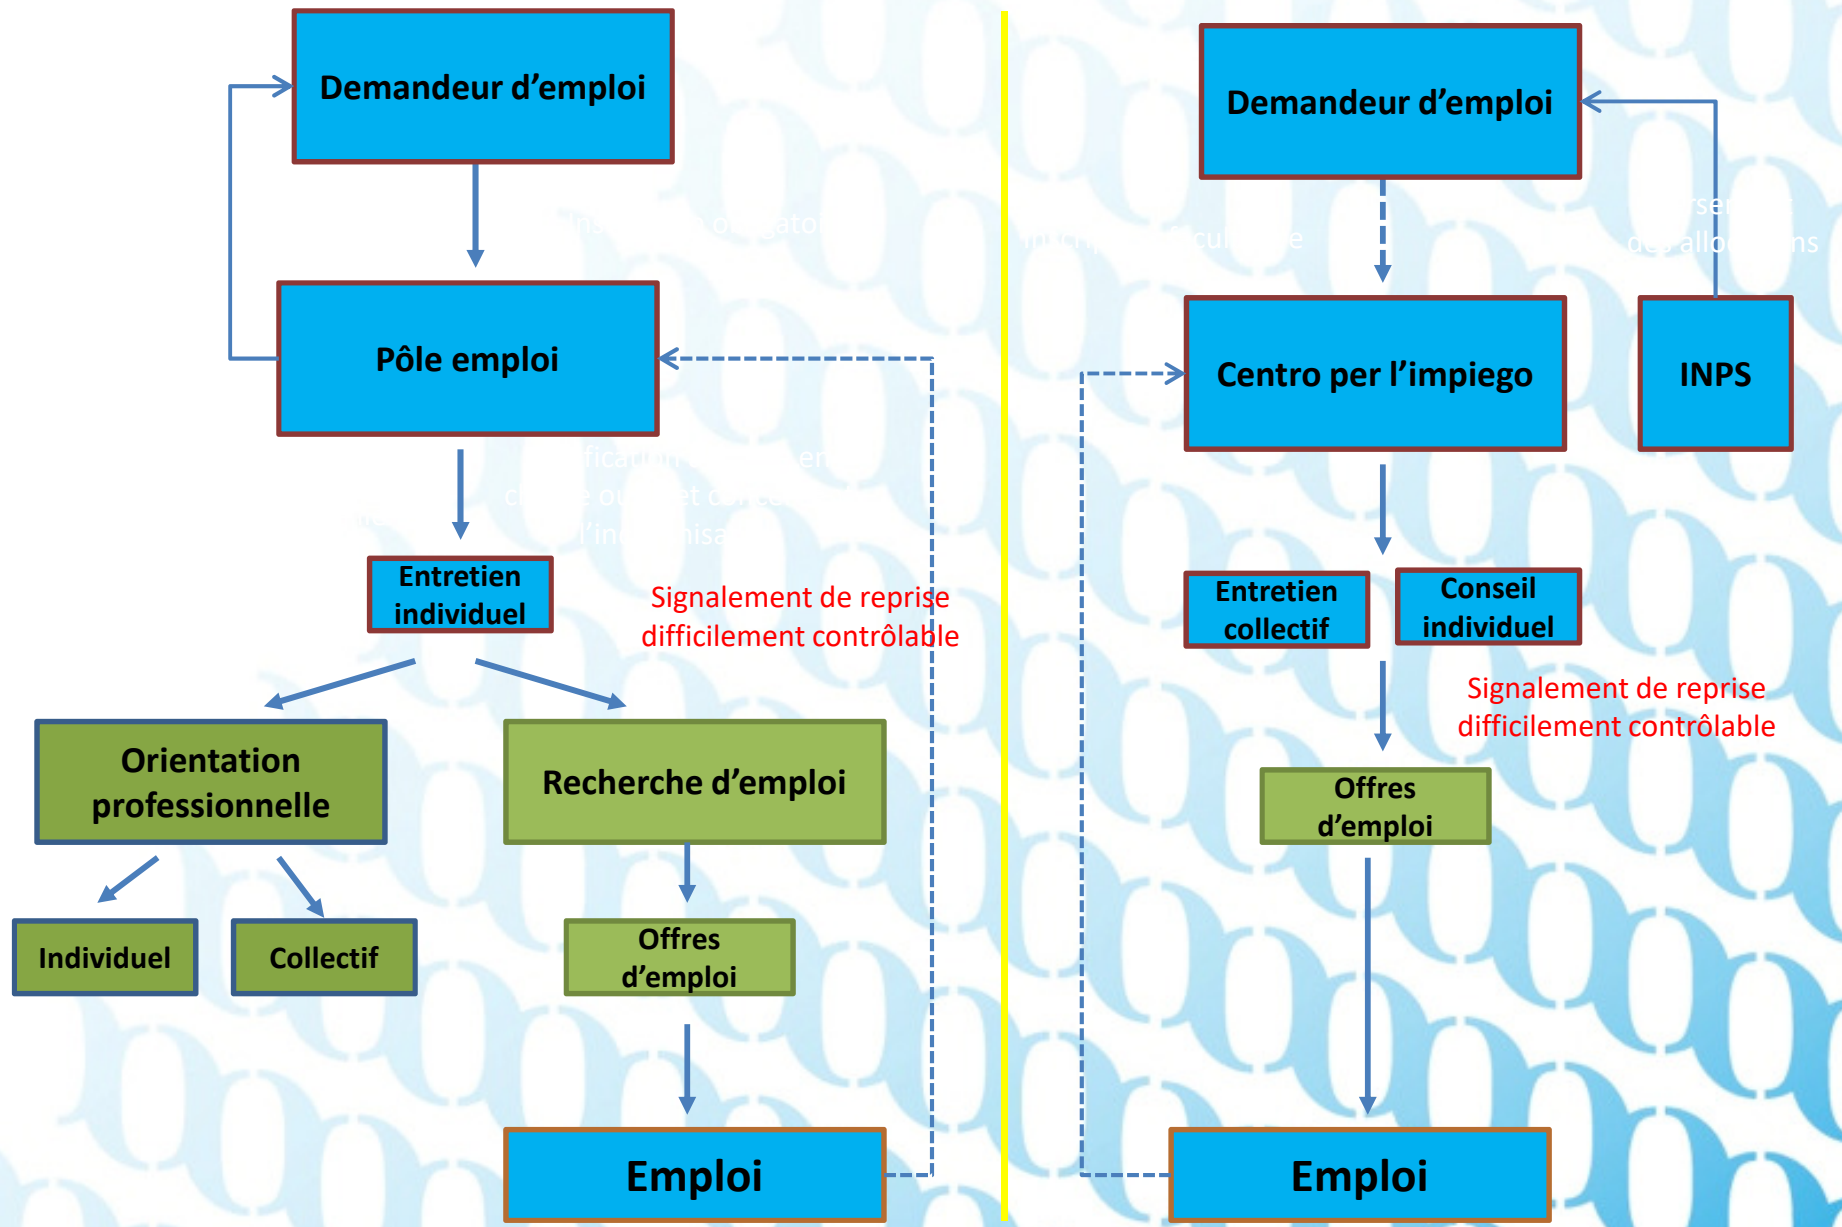 Demandeur d'emploi
Pôle emploi
Entretien
individuel
Signalement de reprise
difficilement contrôlable
Orientation
professionnelle
Recherche d'emploi
Individuel
Collectif
Offres
d'emploi
Emploi
Demandeur d'emploi
des
Centro per l'impiego
INPS
Entretien
collectif
Conseil
individuel
Signalement de reprise
difficilement contrôlable
Offres
d'emploi
Emploi